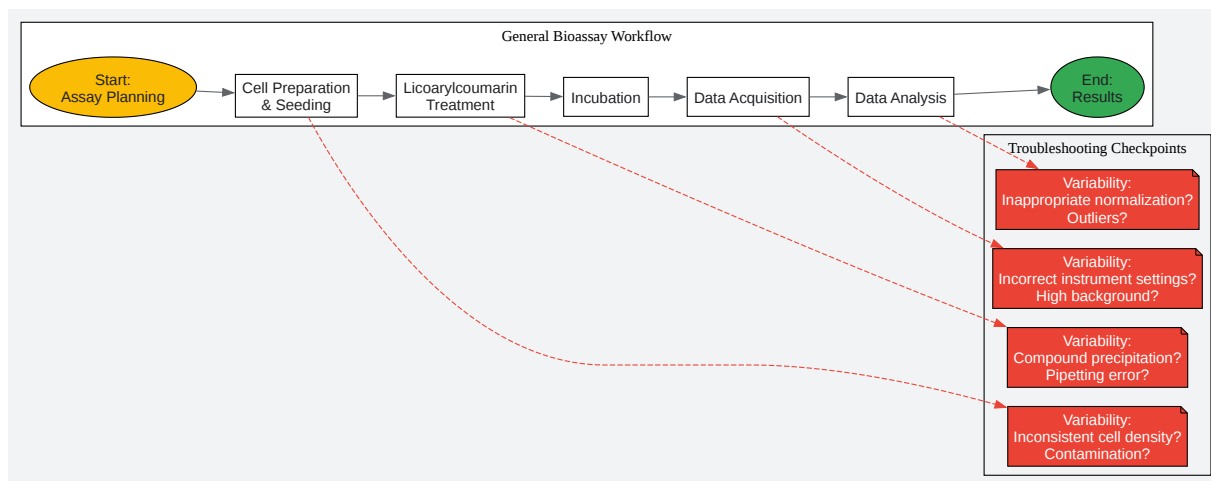 General Bioassay Workflow
Start:
Assay Planning
Cell Preparation
& Seeding
Licoarylcoumarin
Treatment
Incubation
Data Acquisition
Data Analysis
End:
Results
Troubleshooting Checkpoints
Variability:
Inappropriate normalization?
Outliers?
Variability:
Incorrect instrument settings?
High background?
Variability:
Compound precipitation?
Pipetting error?
Variability:
Inconsistent cell density?
Contamination?